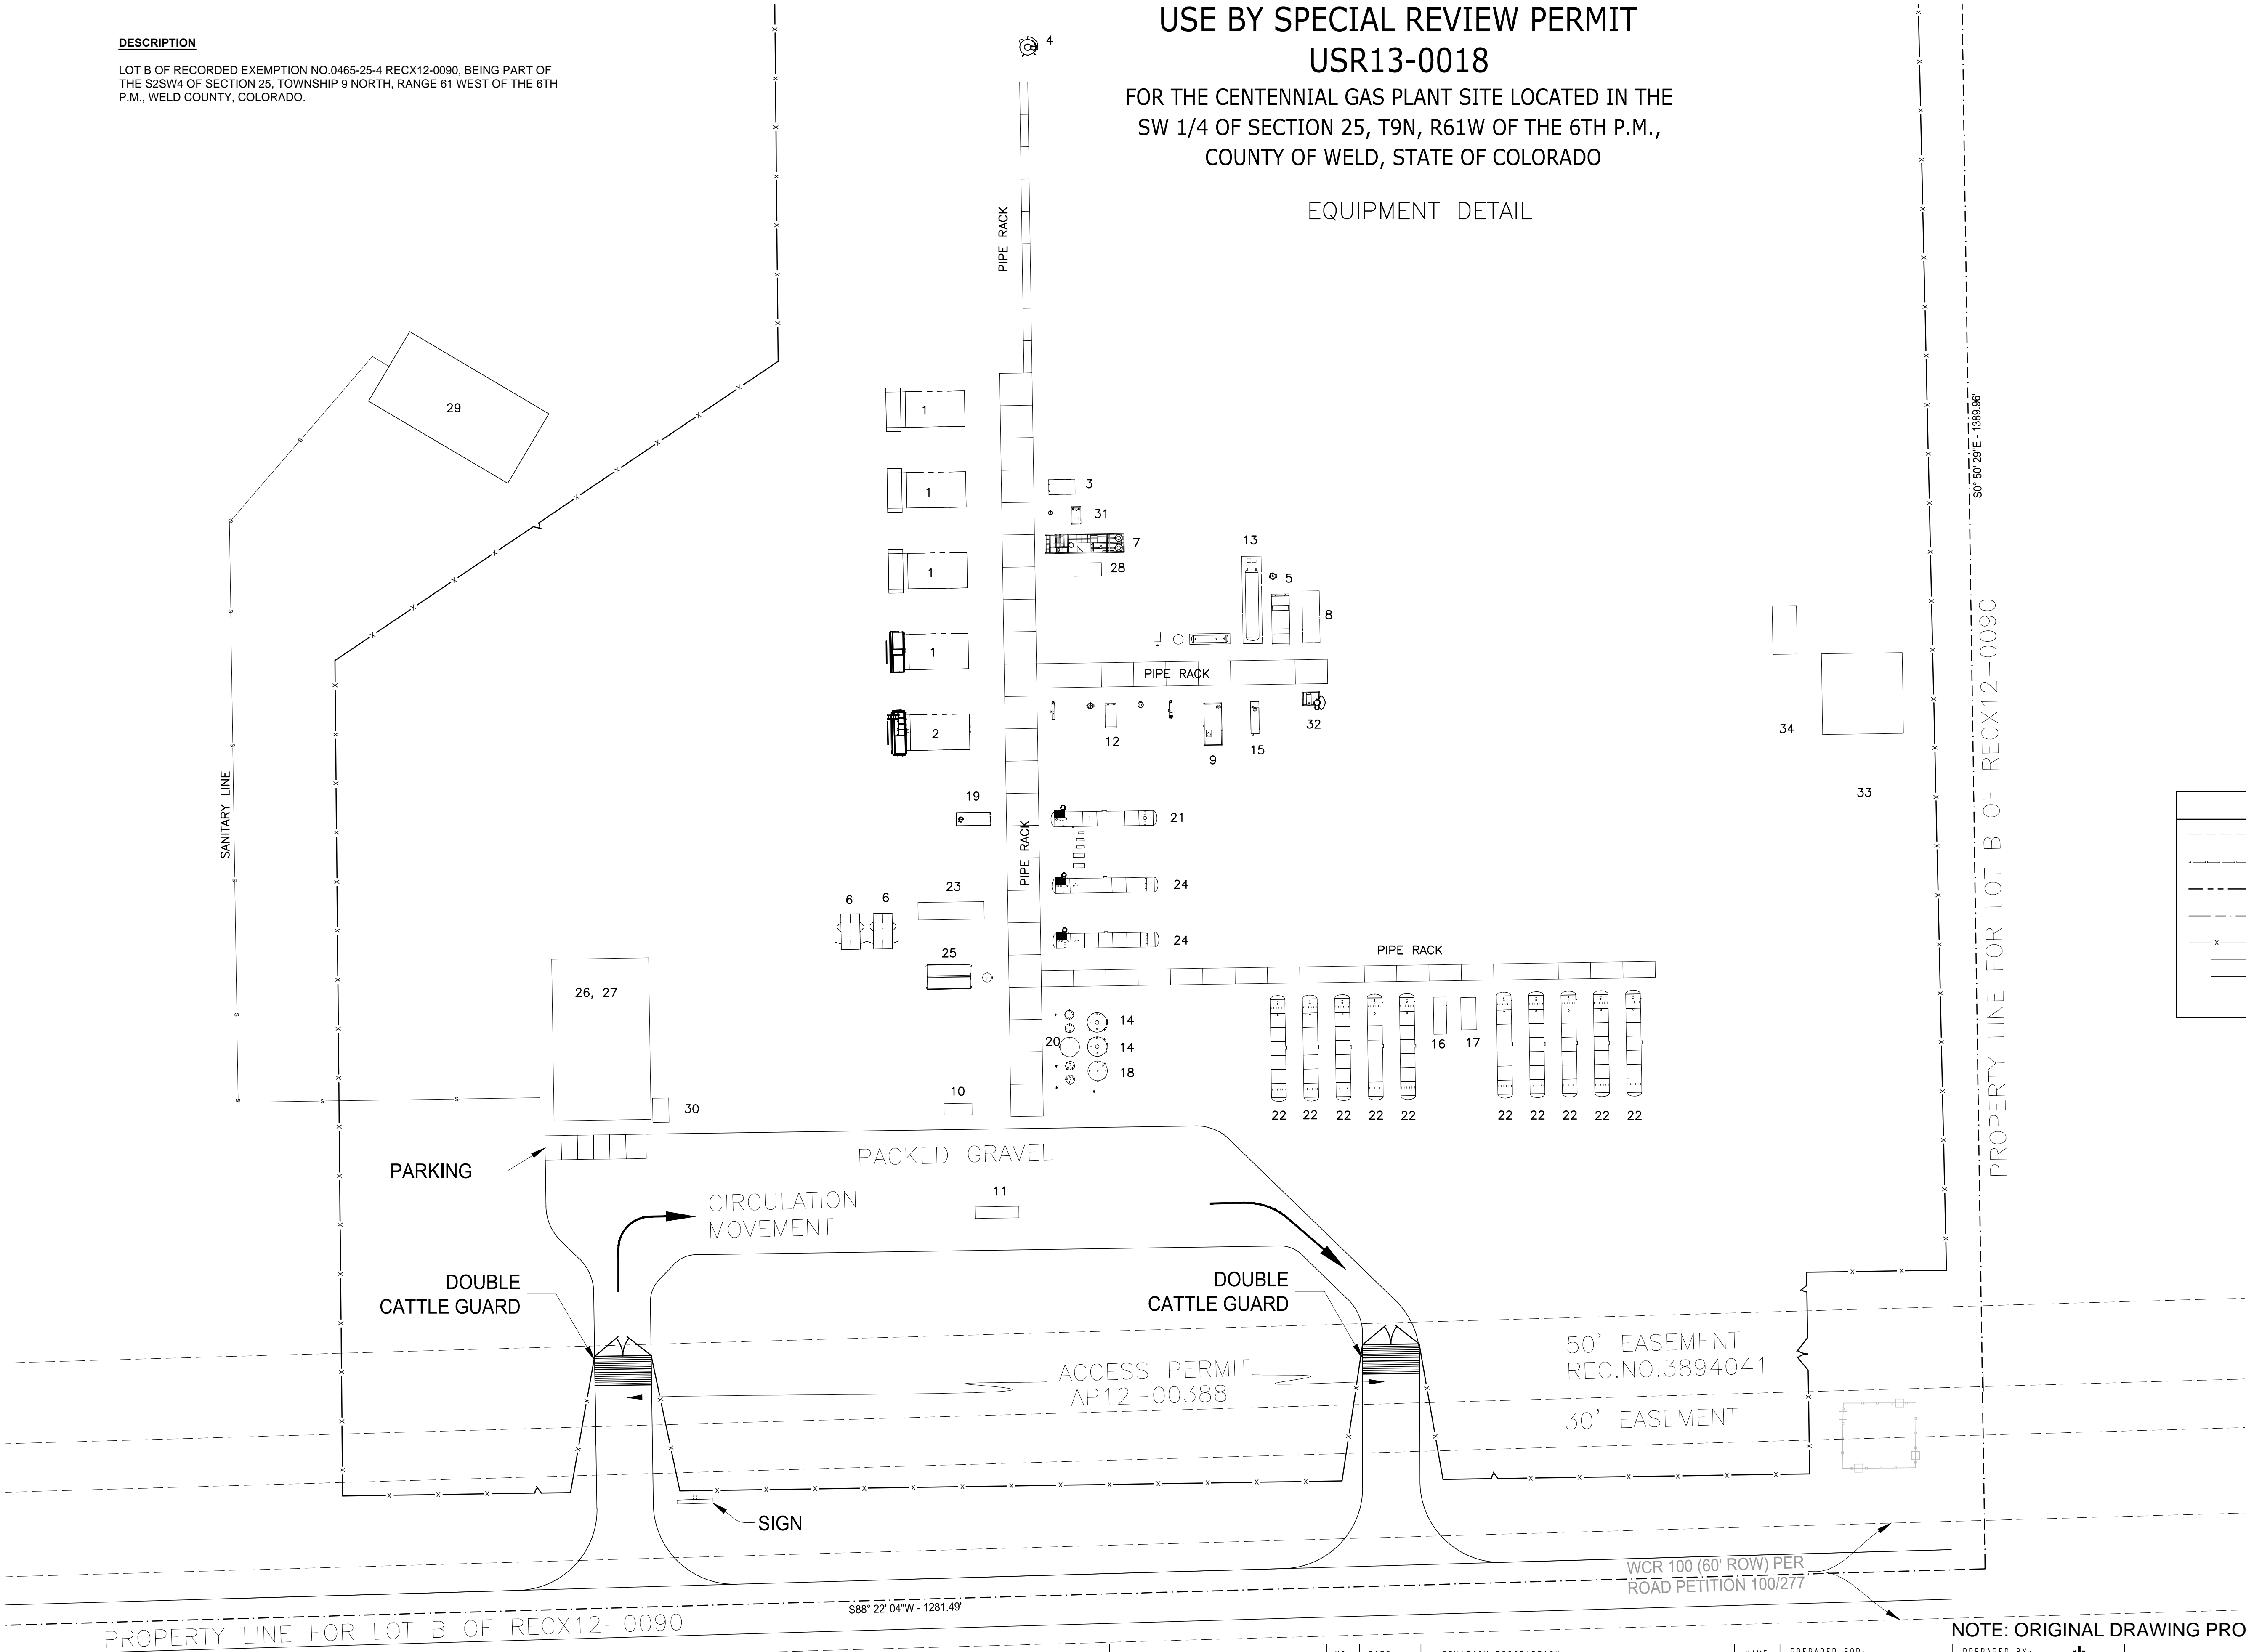 USE BY SPECIAL REVIEW PERMIT
USR13-0018
FOR THE CENTENNIAL GAS PLANT SITE LOCATED IN THE
SW 1/4 OF SECTION 25, T9N, R61W OF THE 6TH P.M.,
COUNTY OF WELD, STATE OF COLORADO
EQUIPMENT DETAIL
DESCRIPTION
LOT B OF RECORDED EXEMPTION NO.0465-25-4 RECX12-0090, BEING PART OF
THE S2SW4 OF SECTION 25, TOWNSHIP 9 NORTH, RANGE 61 WEST OF THE 6TH
P.M., WELD COUNTY, COLORADO.
4
PIPE RACK
29
1
1
1
1
2
3
31
7
28
13
5
8
PIPE RACK
12
9
15
32
34
33
S0° 50' 29"E - 1389.96'
PROPERTY LINE FOR LOT B OF RECX12-0090
SANITARY LINE
19
PIPE RACK
21
23
24
6
6
24
25
PIPE RACK
26, 27
14
20
14
18
16
17
10
30
22
22
22
22
22
22
22
22
22
22
PARKING
PACKED GRAVEL
11
CIRCULATION
MOVEMENT
DOUBLE
CATTLE GUARD
DOUBLE
CATTLE GUARD
ACCESS PERMIT
AP12-00388
50' EASEMENT
REC.NO.3894041
30' EASEMENT
SIGN
WCR 100 (60' ROW) PER
ROAD PETITION 100/277
S88° 22' 04"W - 1281.49'
PROPERTY LINE FOR LOT B OF RECX12-0090
NOTE: ORIGINAL DRAWING PRO